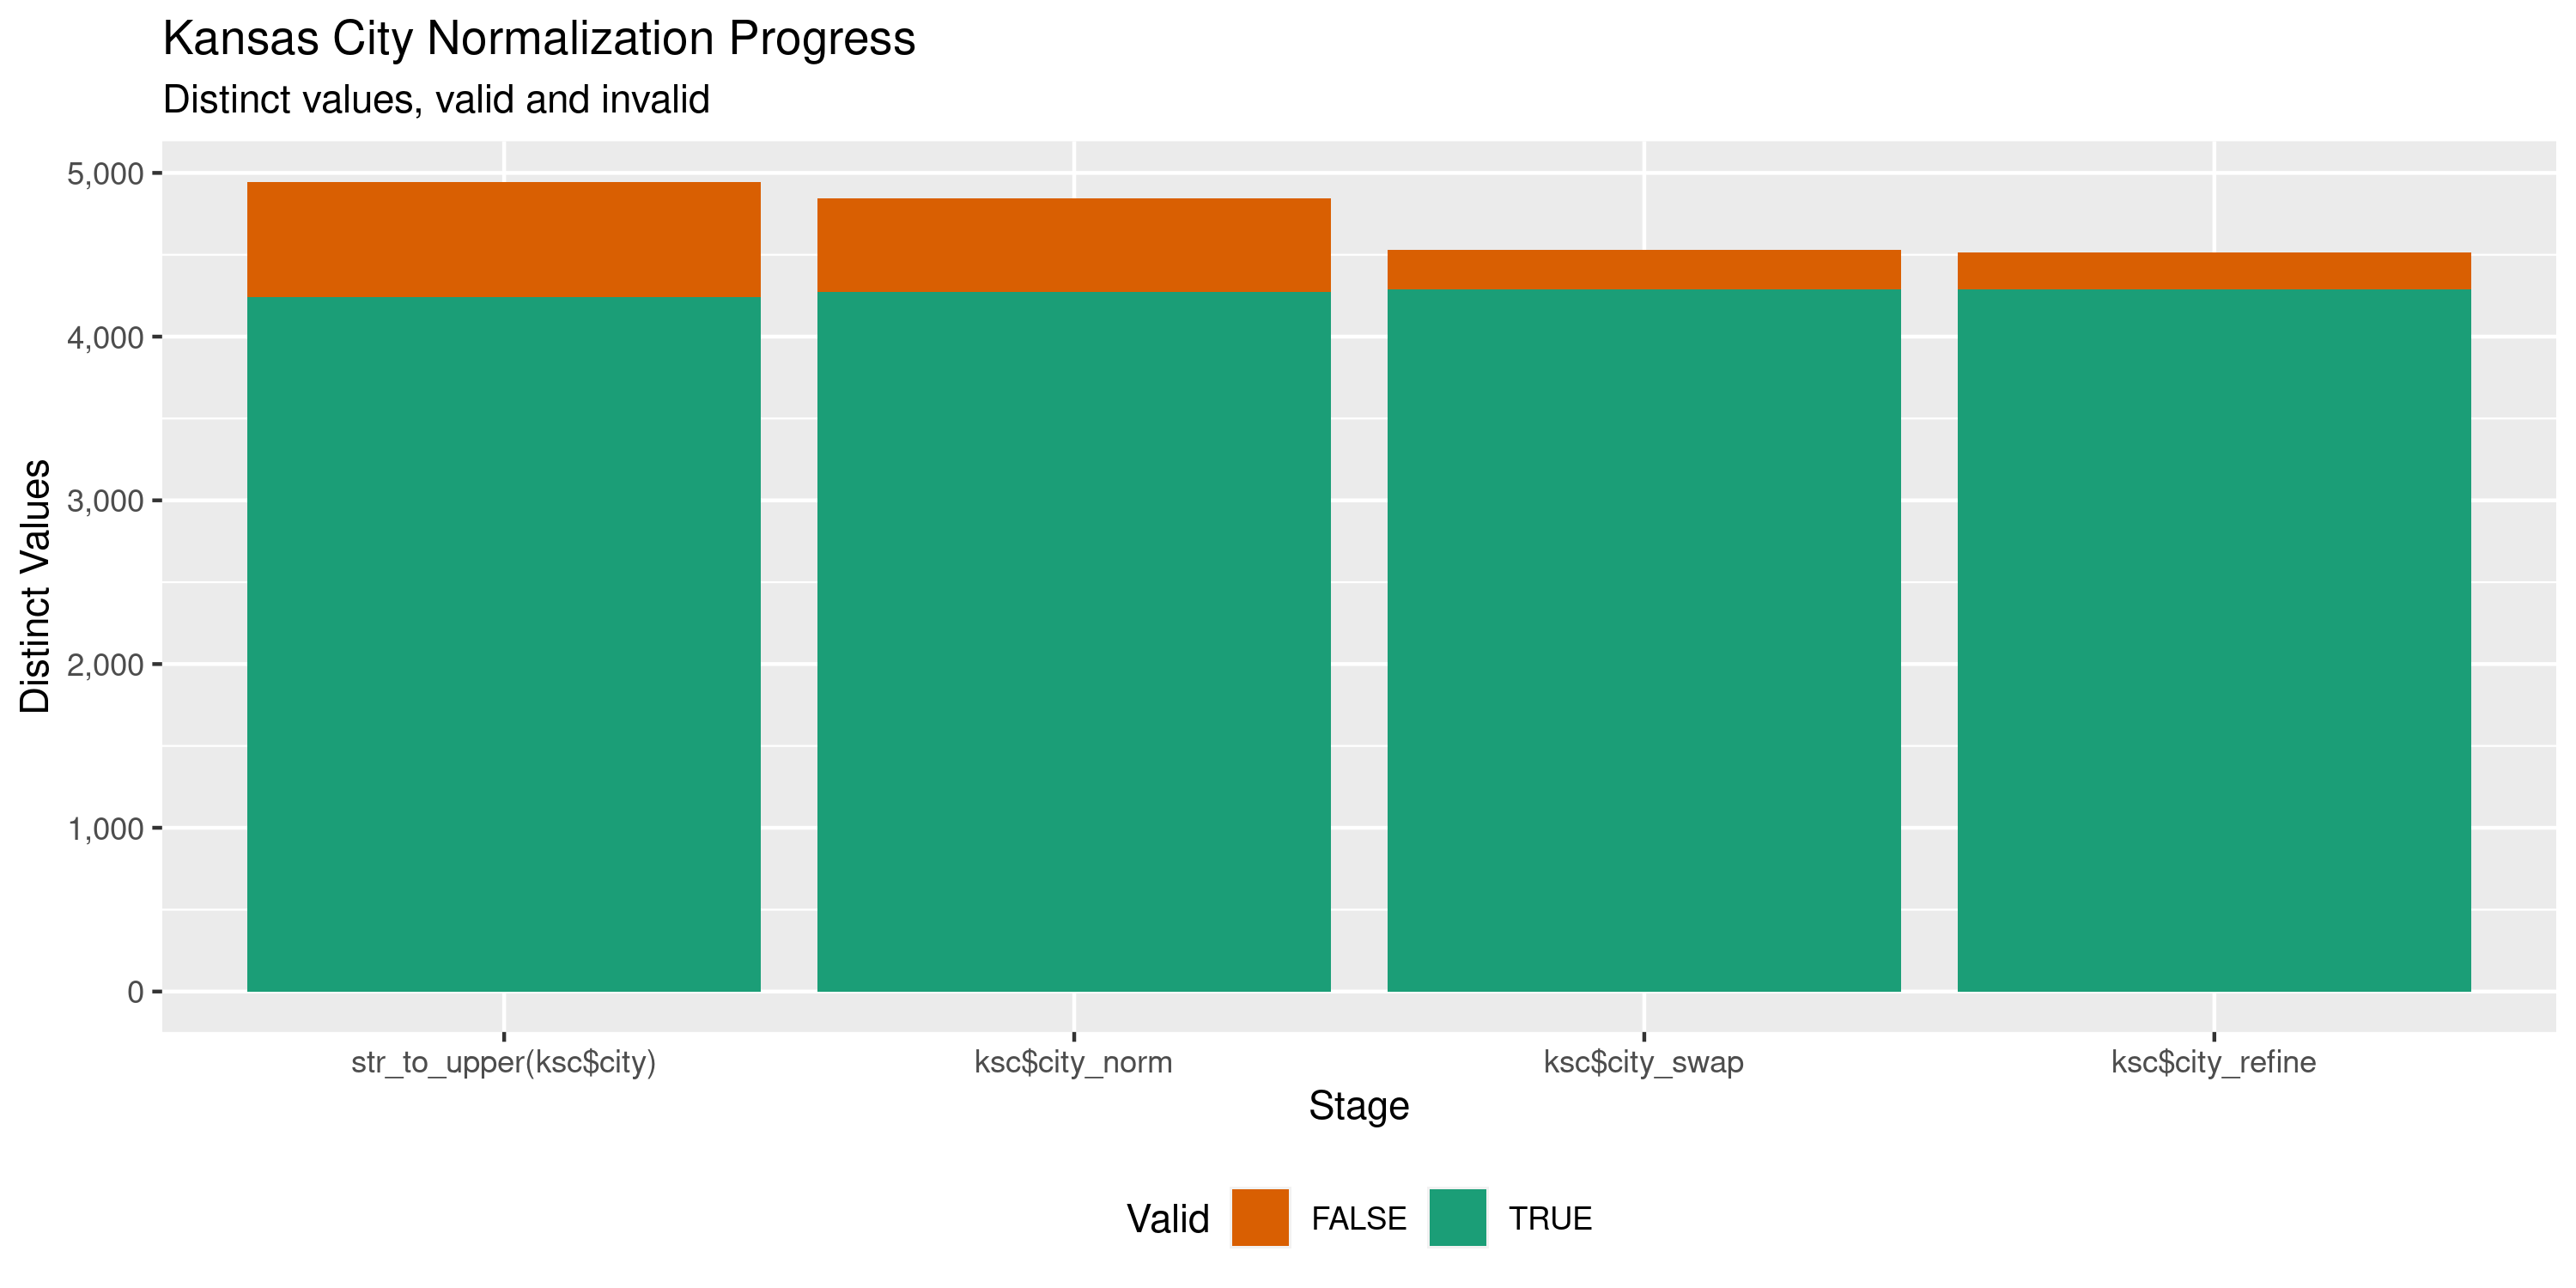 Kansas City Normalization Progress
Distinct values, valid and invalid
Distinct Values
5,000
4,000
3,000
2,000
1,000
0
str_to_upper(ksc$city)
ksc$city_norm
ksc$city_swap
ksc$city_refine
Stage
Valid FALSE TRUE